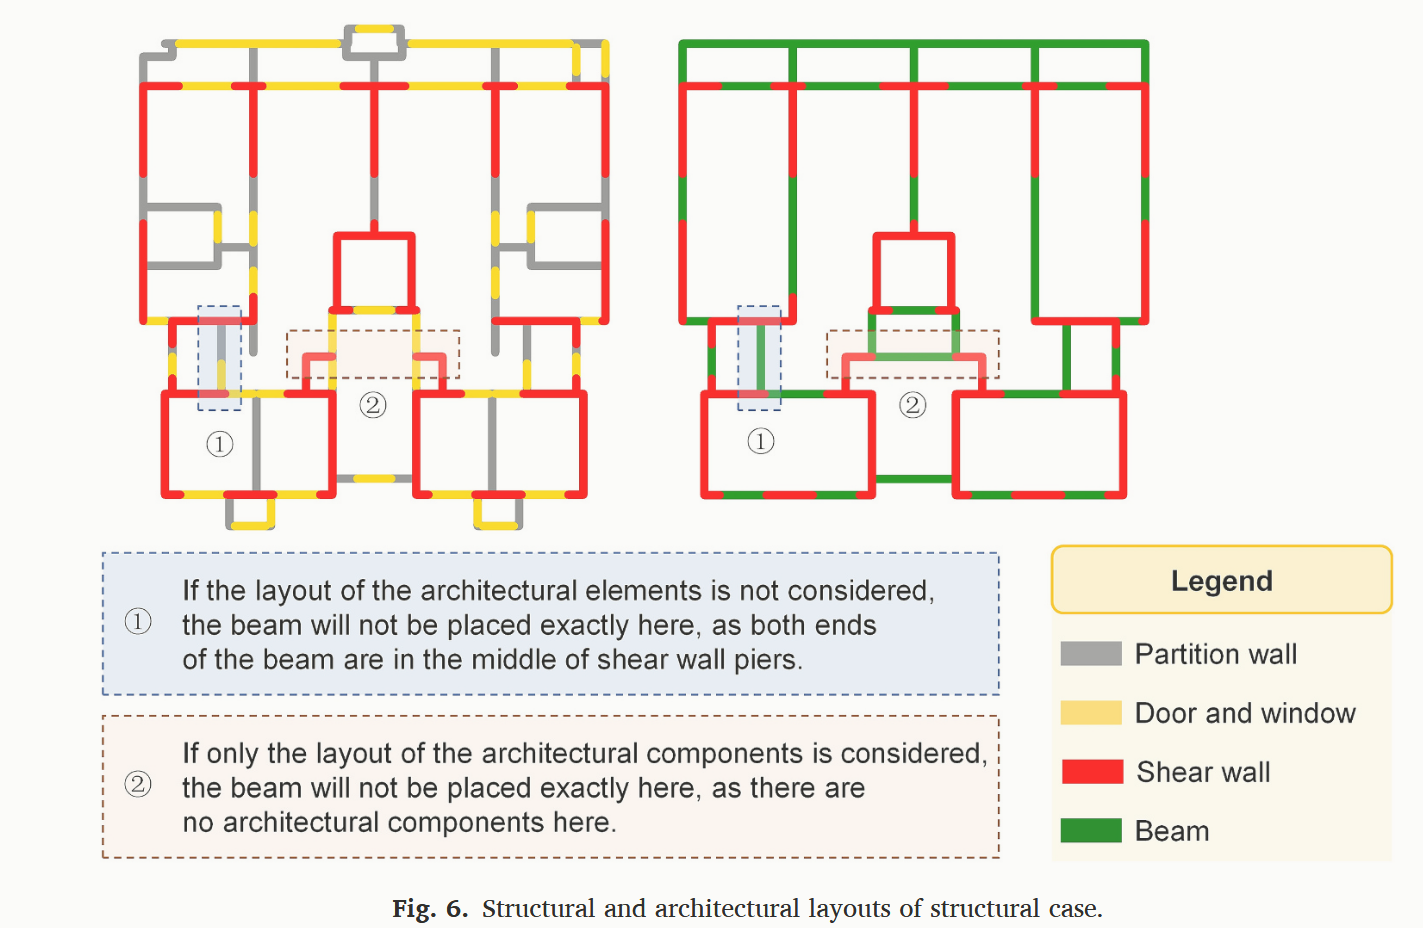 ①
②
①
②
① If the layout of the architectural elements is not considered,
the beam will not be placed exactly here, as both ends
of the beam are in the middle of shear wall piers.
② If only the layout of the architectural components is considered,
the beam will not be placed exactly here, as there are
no architectural components here.
Legend
Partition wall
Door and window
Shear wall
Beam
Fig. 6. Structural and architectural layouts of structural case.